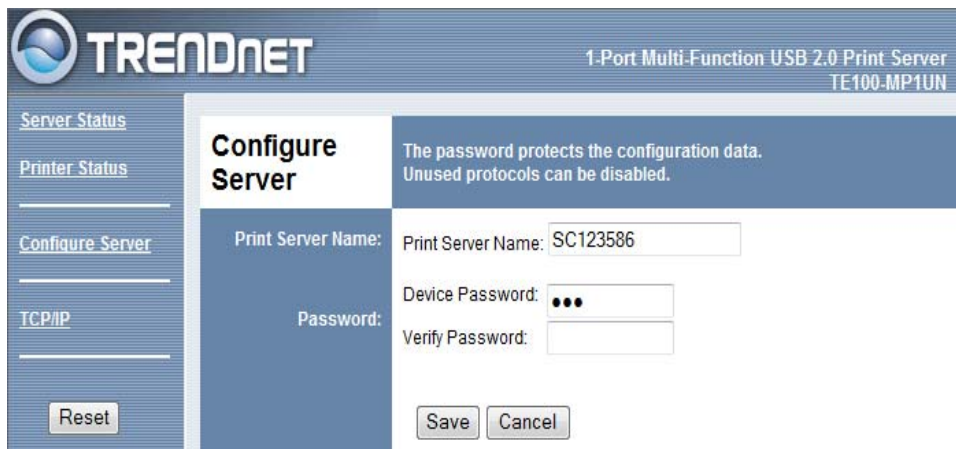 TRENDNET
1-Port Multi-Function USB 2.0 Print Server
TE100-MP1UN
Server Status
Printer Status
Configure Server
TCP/IP
Reset
Configure
Server
The password protects the configuration data.
Unused protocols can be disabled.
Print Server Name:
Print Server Name: SC123586
Password:
Device Password: •••
Verify Password:
Save
Cancel